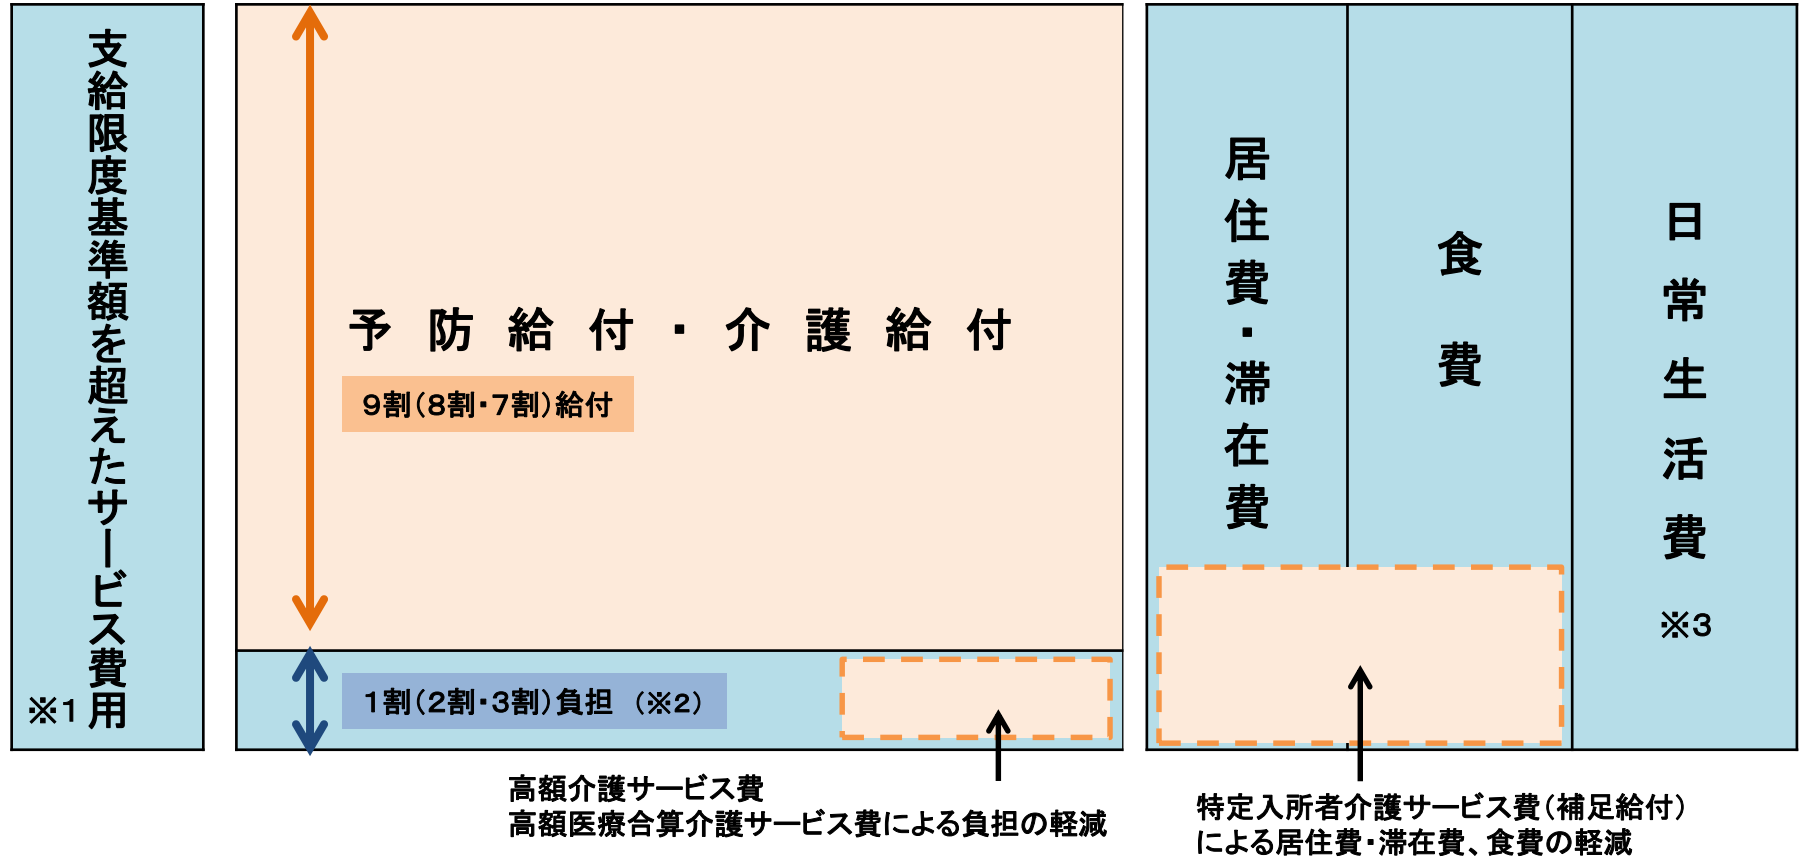 支給限度基準額を超えたサービス費用
※1
予防給付・介護給付
9割(8割・7割)給付
1割(2割・3割)負担 (※2)
居住費・滞在費
食費
日常生活費
※3
高額介護サービス費
高額医療合算介護サービス費による負担の軽減
特定入所者介護サービス費(補足給付)
による居住費・滞在費、食費の軽減